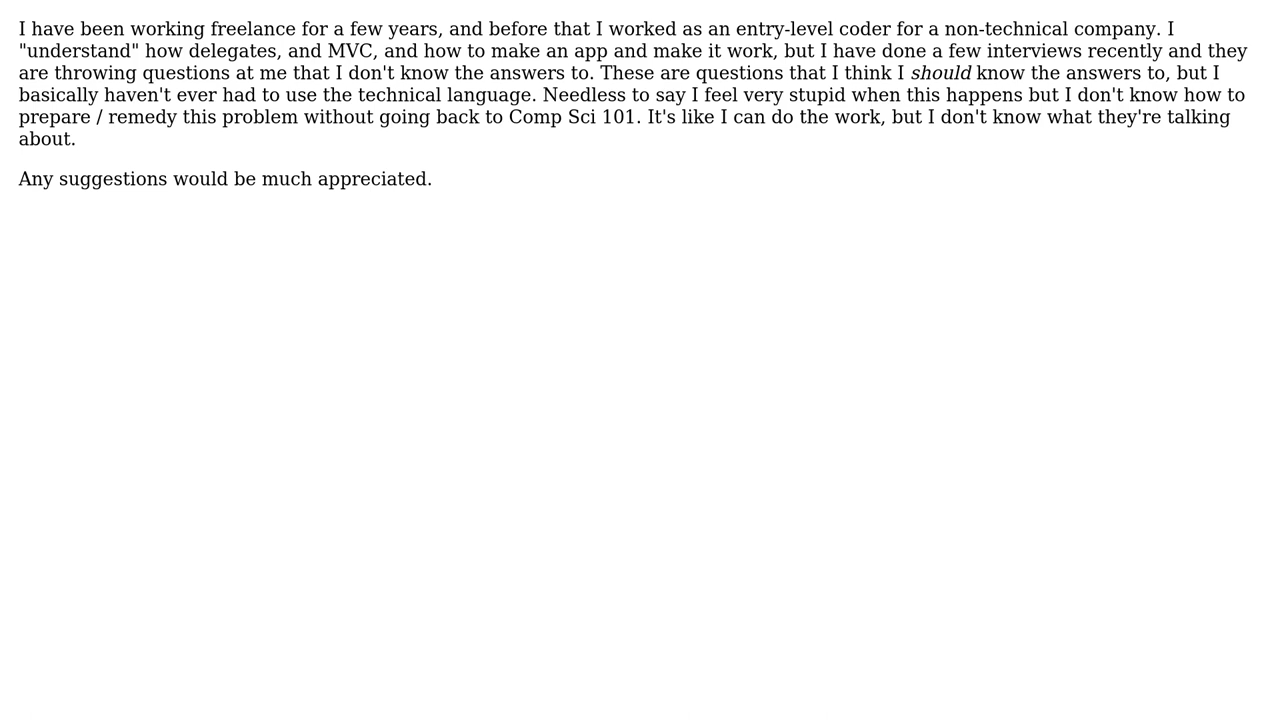 I have been working freelance for a few years, and before that I worked as an entry-level coder for a non-technical company. I
"understand" how delegates, and MVC, and how to make an app and make it work, but I have done a few interviews recently and they
are throwing questions at me that I don't know the answers to. These are questions that I think I should know the answers to, but I
basically haven't ever had to use the technical language. Needless to say I feel very stupid when this happens but I don't know how to
prepare / remedy this problem without going back to Comp Sci 101. It's like I can do the work, but I don't know what they're talking
about.
Any suggestions would be much appreciated.